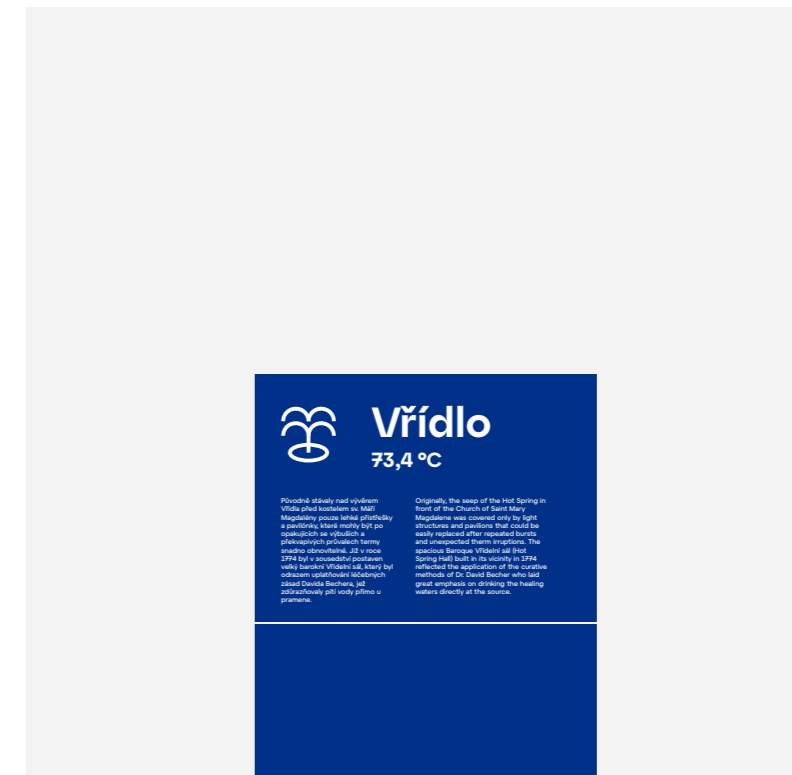 Vřídlo
73,4 °C
Původně stávaly nad vývěrem
Vřídla před kostelem sv. Máří
Magdalény pouze lehké přístřešky
a pavilónky, které mohly být po
opakujících se výbuších a
překvapivých průvalech termy
snadno obnovitelné. Již v roce
1774 byl v sousedství postaven
velký barokní Vřídelní sál, který byl
odrazem uplatňování léčebných
zásad Davida Bechera, jež
zdůrazňovaly pití vody přímo u
pramene.
Originally, the seep of the Hot Spring in
front of the Church of Saint Mary
Magdalene was covered only by light
structures and pavilions that could be
easily replaced after repeated bursts
and unexpected therm irruptions. The
spacious Baroque Vřídelní sál (Hot
Spring Hall) built in its vicinity in 1774
reflected the application of the curative
methods of Dr. David Becher who laid
great emphasis on drinking the healing
waters directly at the source.